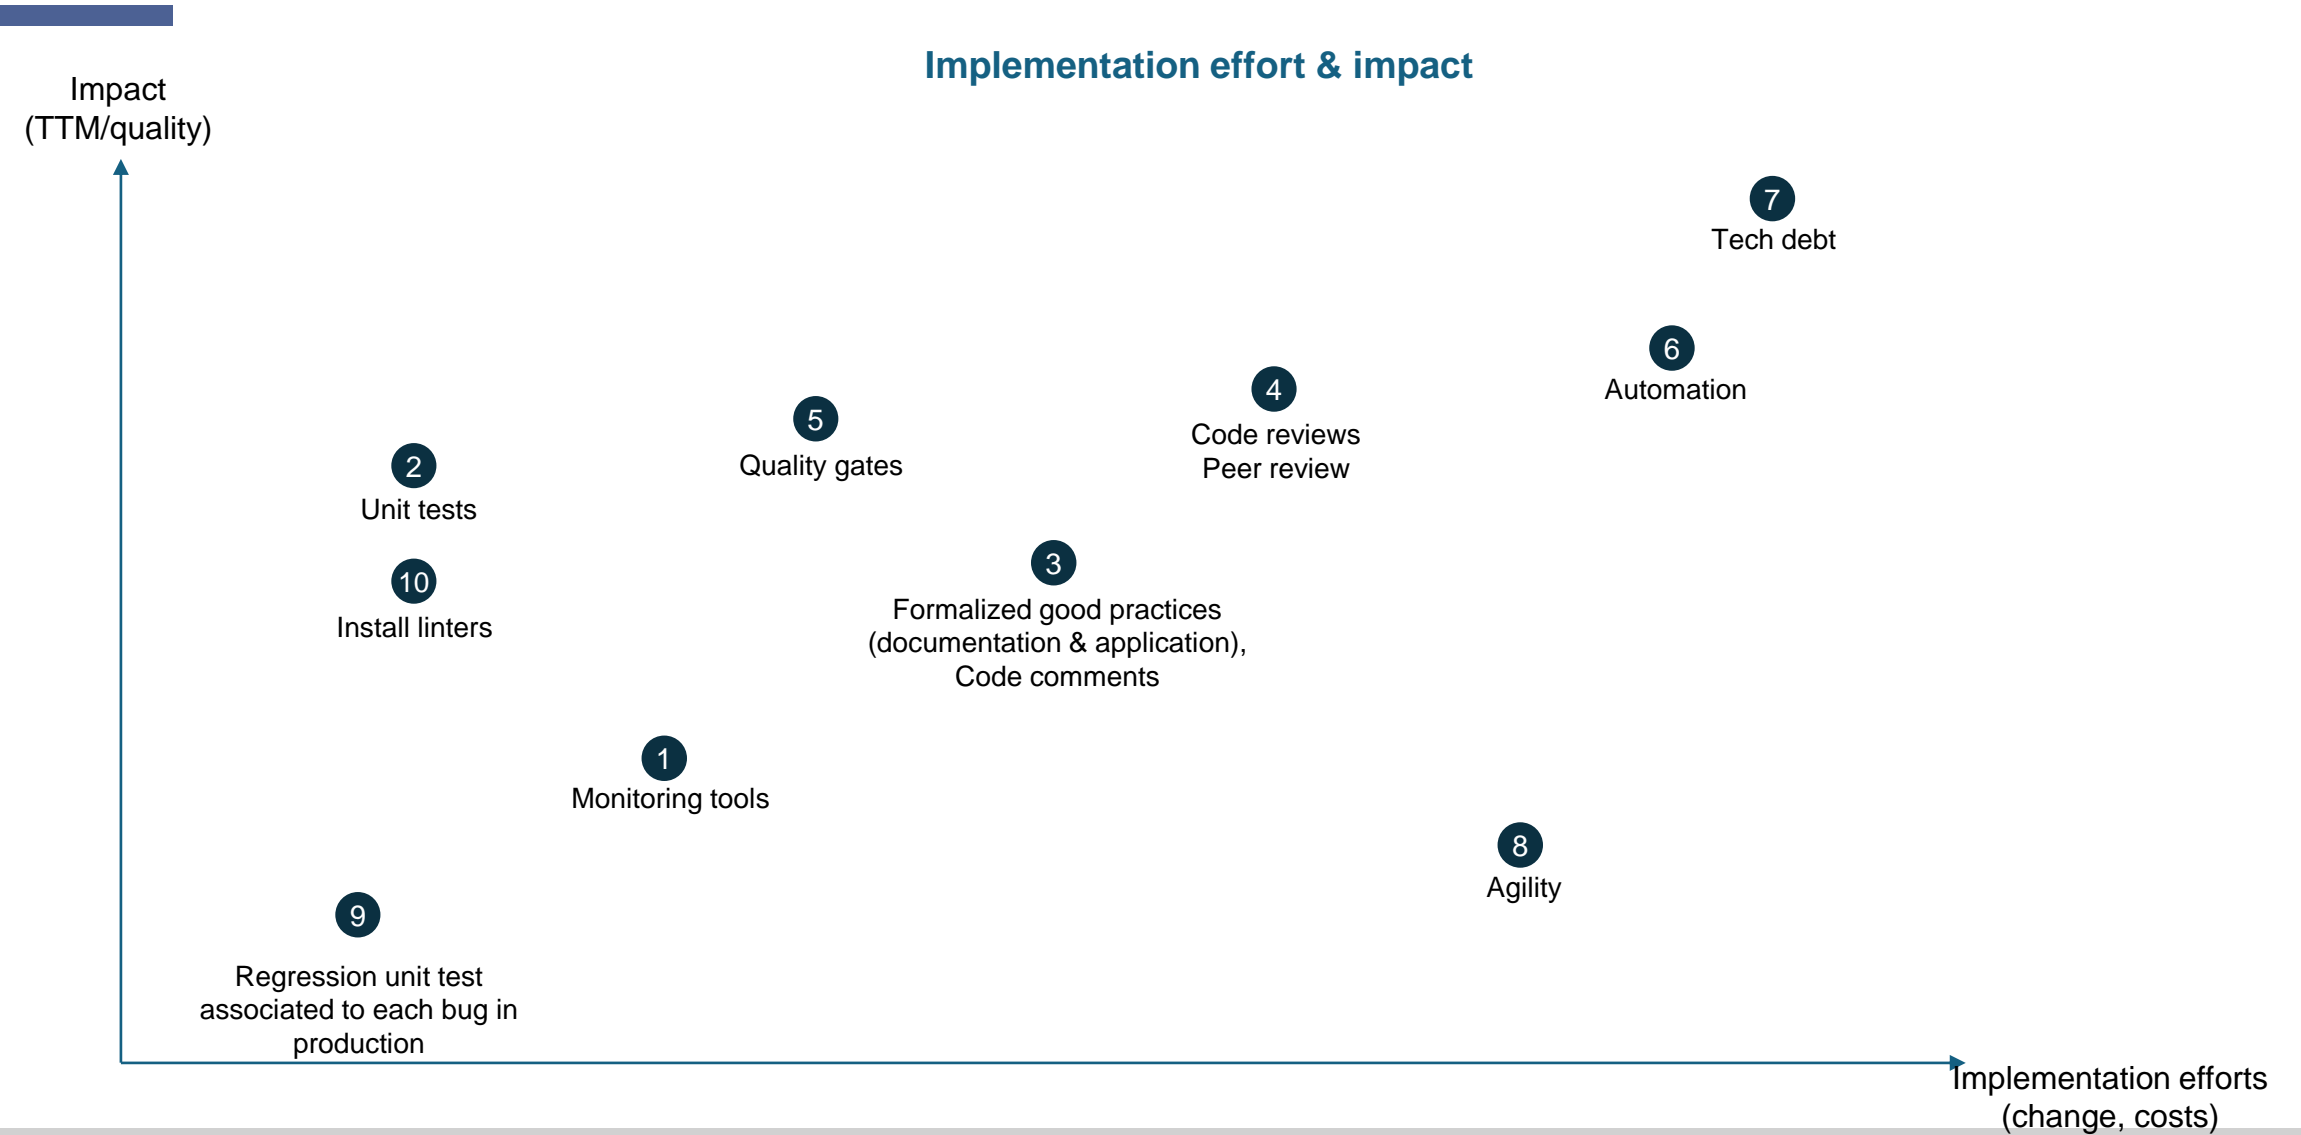 Implementation effort & impact
Impact
(TTM/quality)
7
Tech debt
6
Automation
4
Code reviews
Peer review
5
Quality gates
2
Unit tests
3
Formalized good practices
(documentation & application),
Code comments
10
Install linters
1
Monitoring tools
8
Agility
9
Regression unit test
associated to each bug in
production
Implementation efforts
(change, costs)